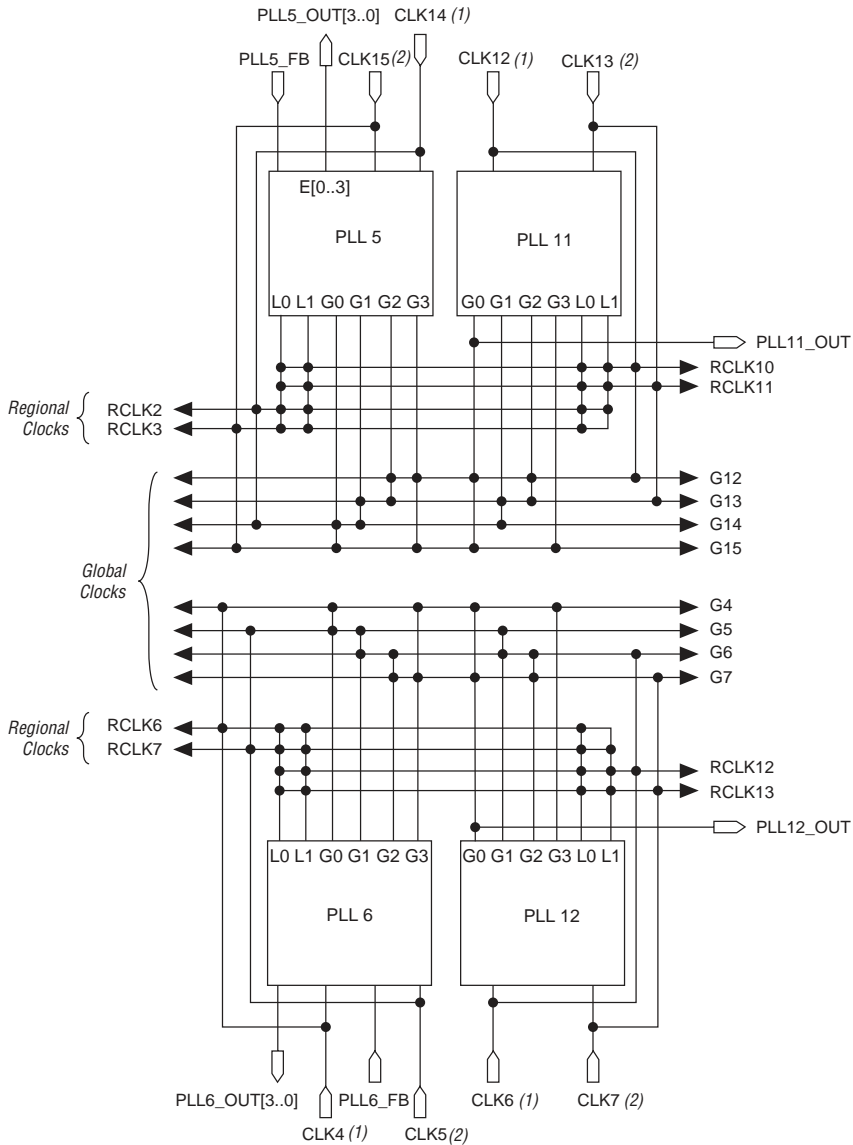 PLL5_OUT[3..0] CLK14 (1)
PLL5_FB CLK15 (2) CLK12 (1) CLK13 (2)
E[0..3]
PLL 5 PLL 11
L0 L1 G0 G1 G2 G3 G0 G1 G2 G3 L0 L1
PLL11_OUT
RCLK10
RCLK11
Regional Clocks
RCLK2
RCLK3
G12
G13
G14
G15
Global Clocks
G4
G5
G6
G7
Regional Clocks
RCLK6
RCLK7
RCLK12
RCLK13
PLL12_OUT
L0 L1 G0 G1 G2 G3 G0 G1 G2 G3 L0 L1
PLL 6 PLL 12
PLL6_OUT[3..0] PLL6_FB CLK6 (1) CLK7 (2)
CLK4 (1) CLK5 (2)